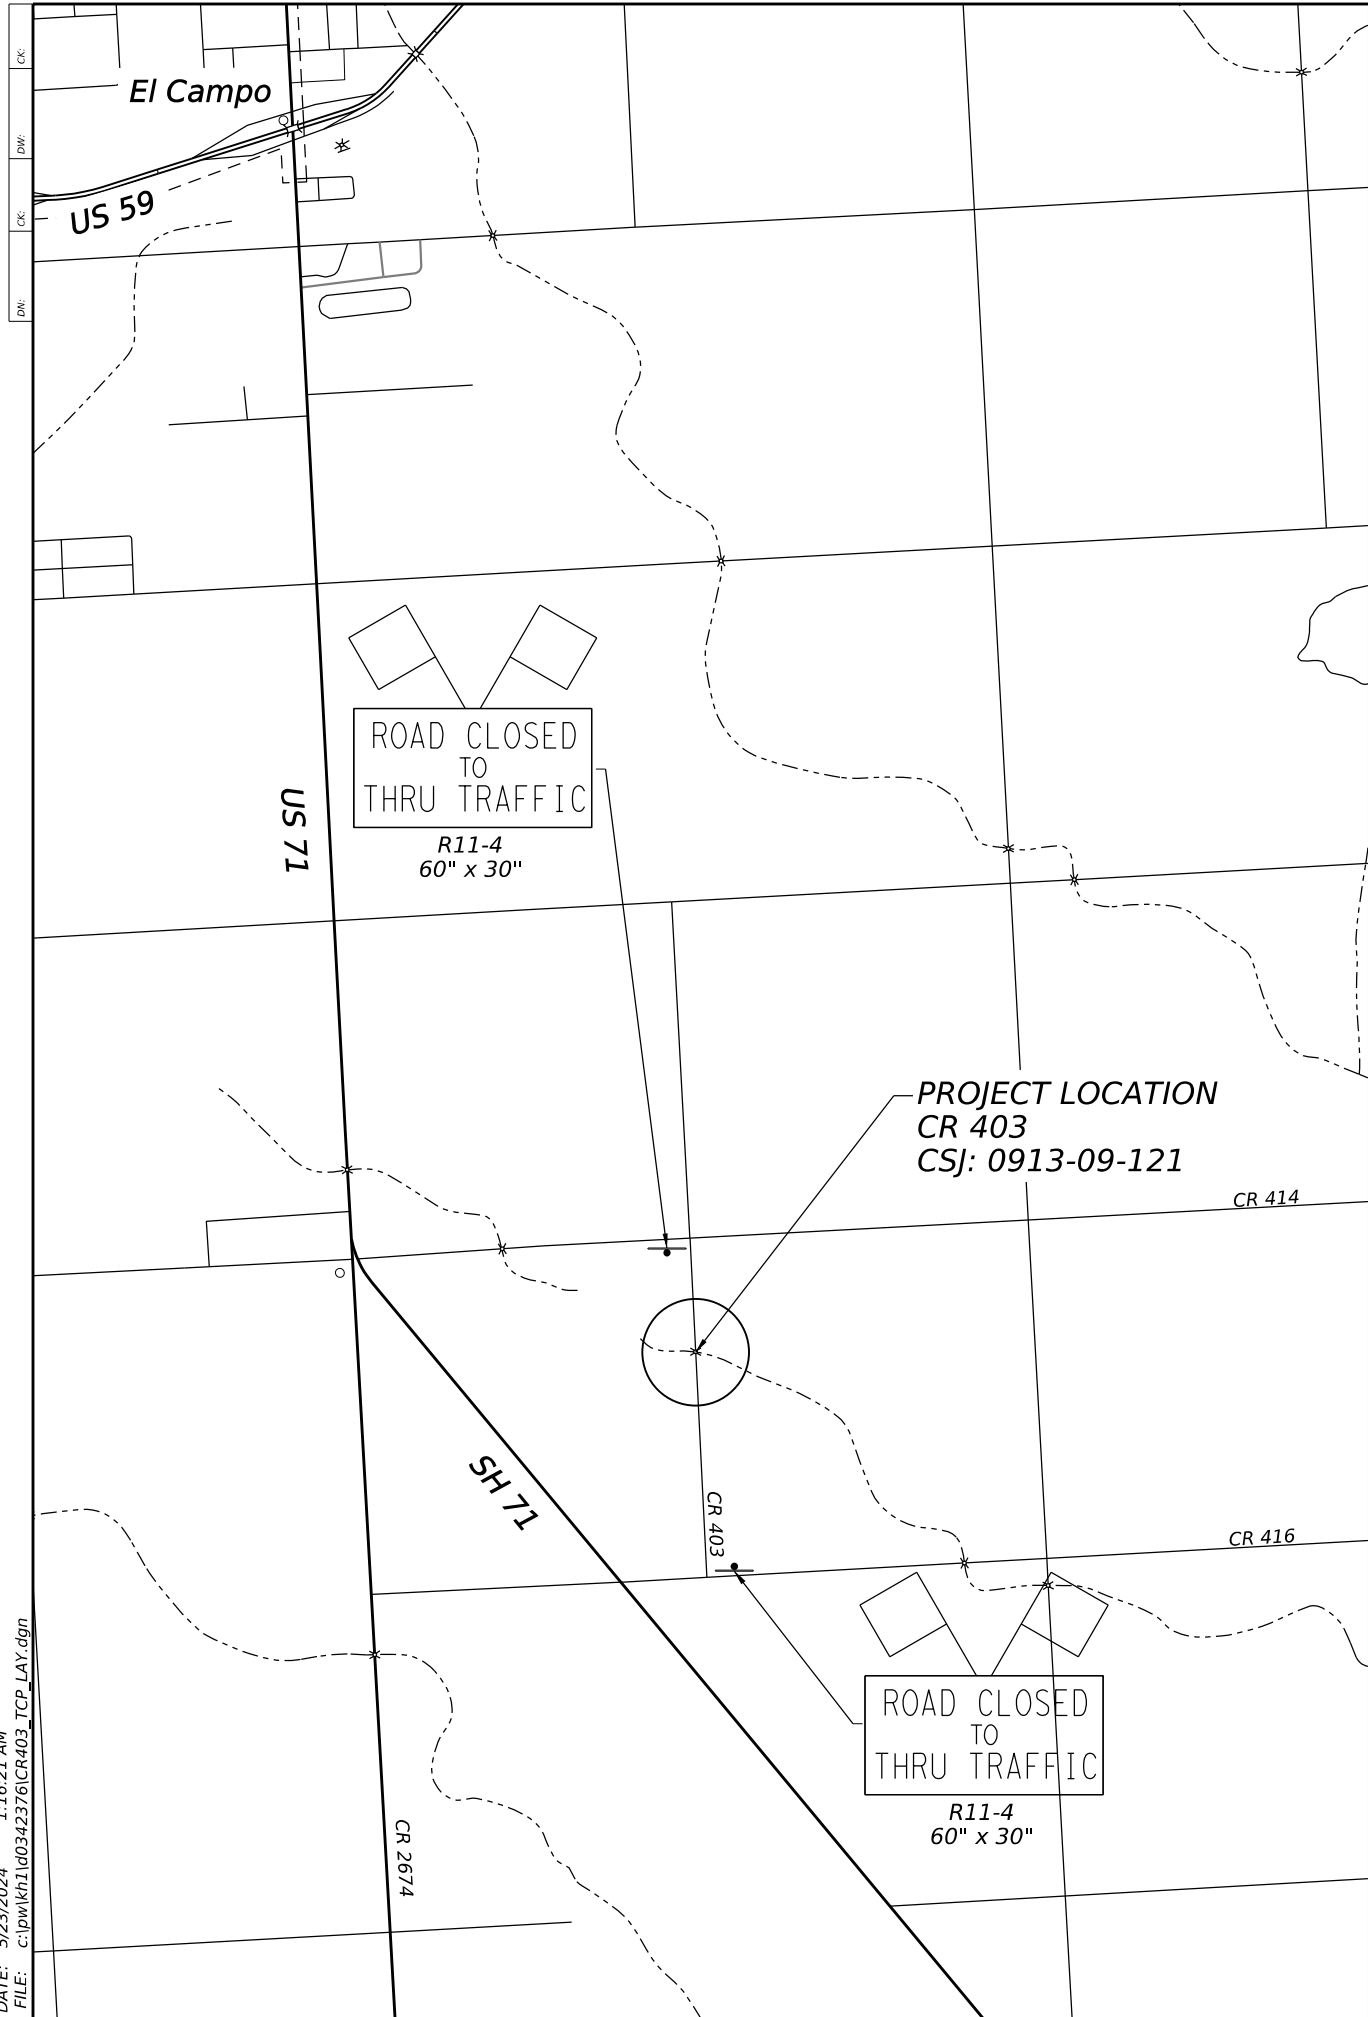 CK:
DW:
CK:
DN:
El Campo
US 59
US 71
ROAD CLOSED
TO
THRU TRAFFIC
R11-4
60" x 30"
PROJECT LOCATION
CR 403
CSJ: 0913-09-121
CR 414
SH 71
CR 403
CR 416
ROAD CLOSED
TO
THRU TRAFFIC
R11-4
60" x 30"
CR 2674
DATE: 5/23/2024 1:16:21 AM
FILE: c:\pw\kh1\d0342376\CR403_TCP_LAY.dgn